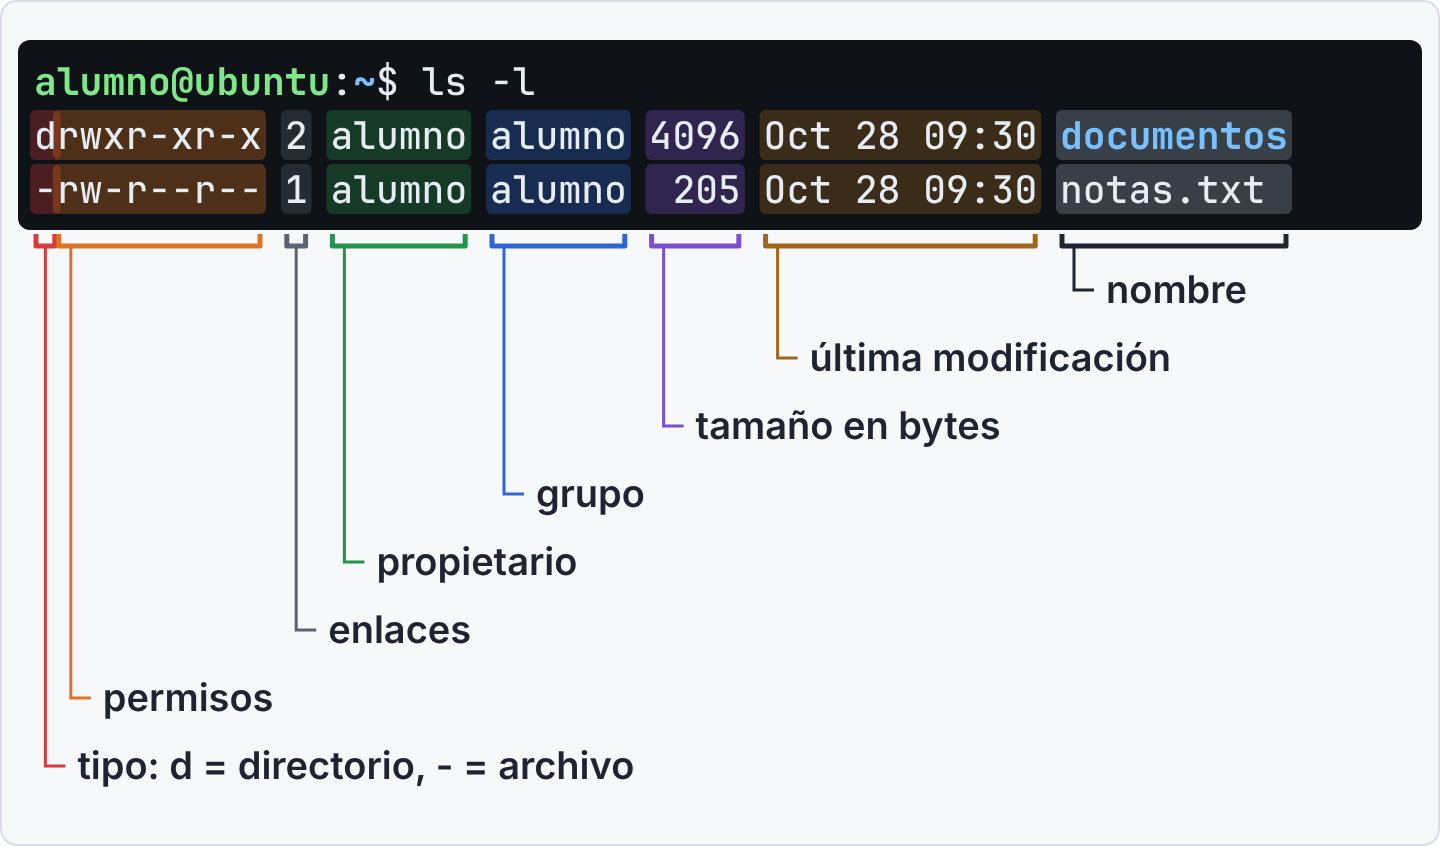 alumno@ubuntu:~$ ls -l
drwxr-xr-x 2 alumno alumno 4096 Oct 28 09:30 documentos
-rw-r--r-- 1 alumno alumno  205 Oct 28 09:30 notas.txt
nombre
última modificación
tamaño en bytes
grupo
propietario
enlaces
permisos
tipo: d = directorio, - = archivo